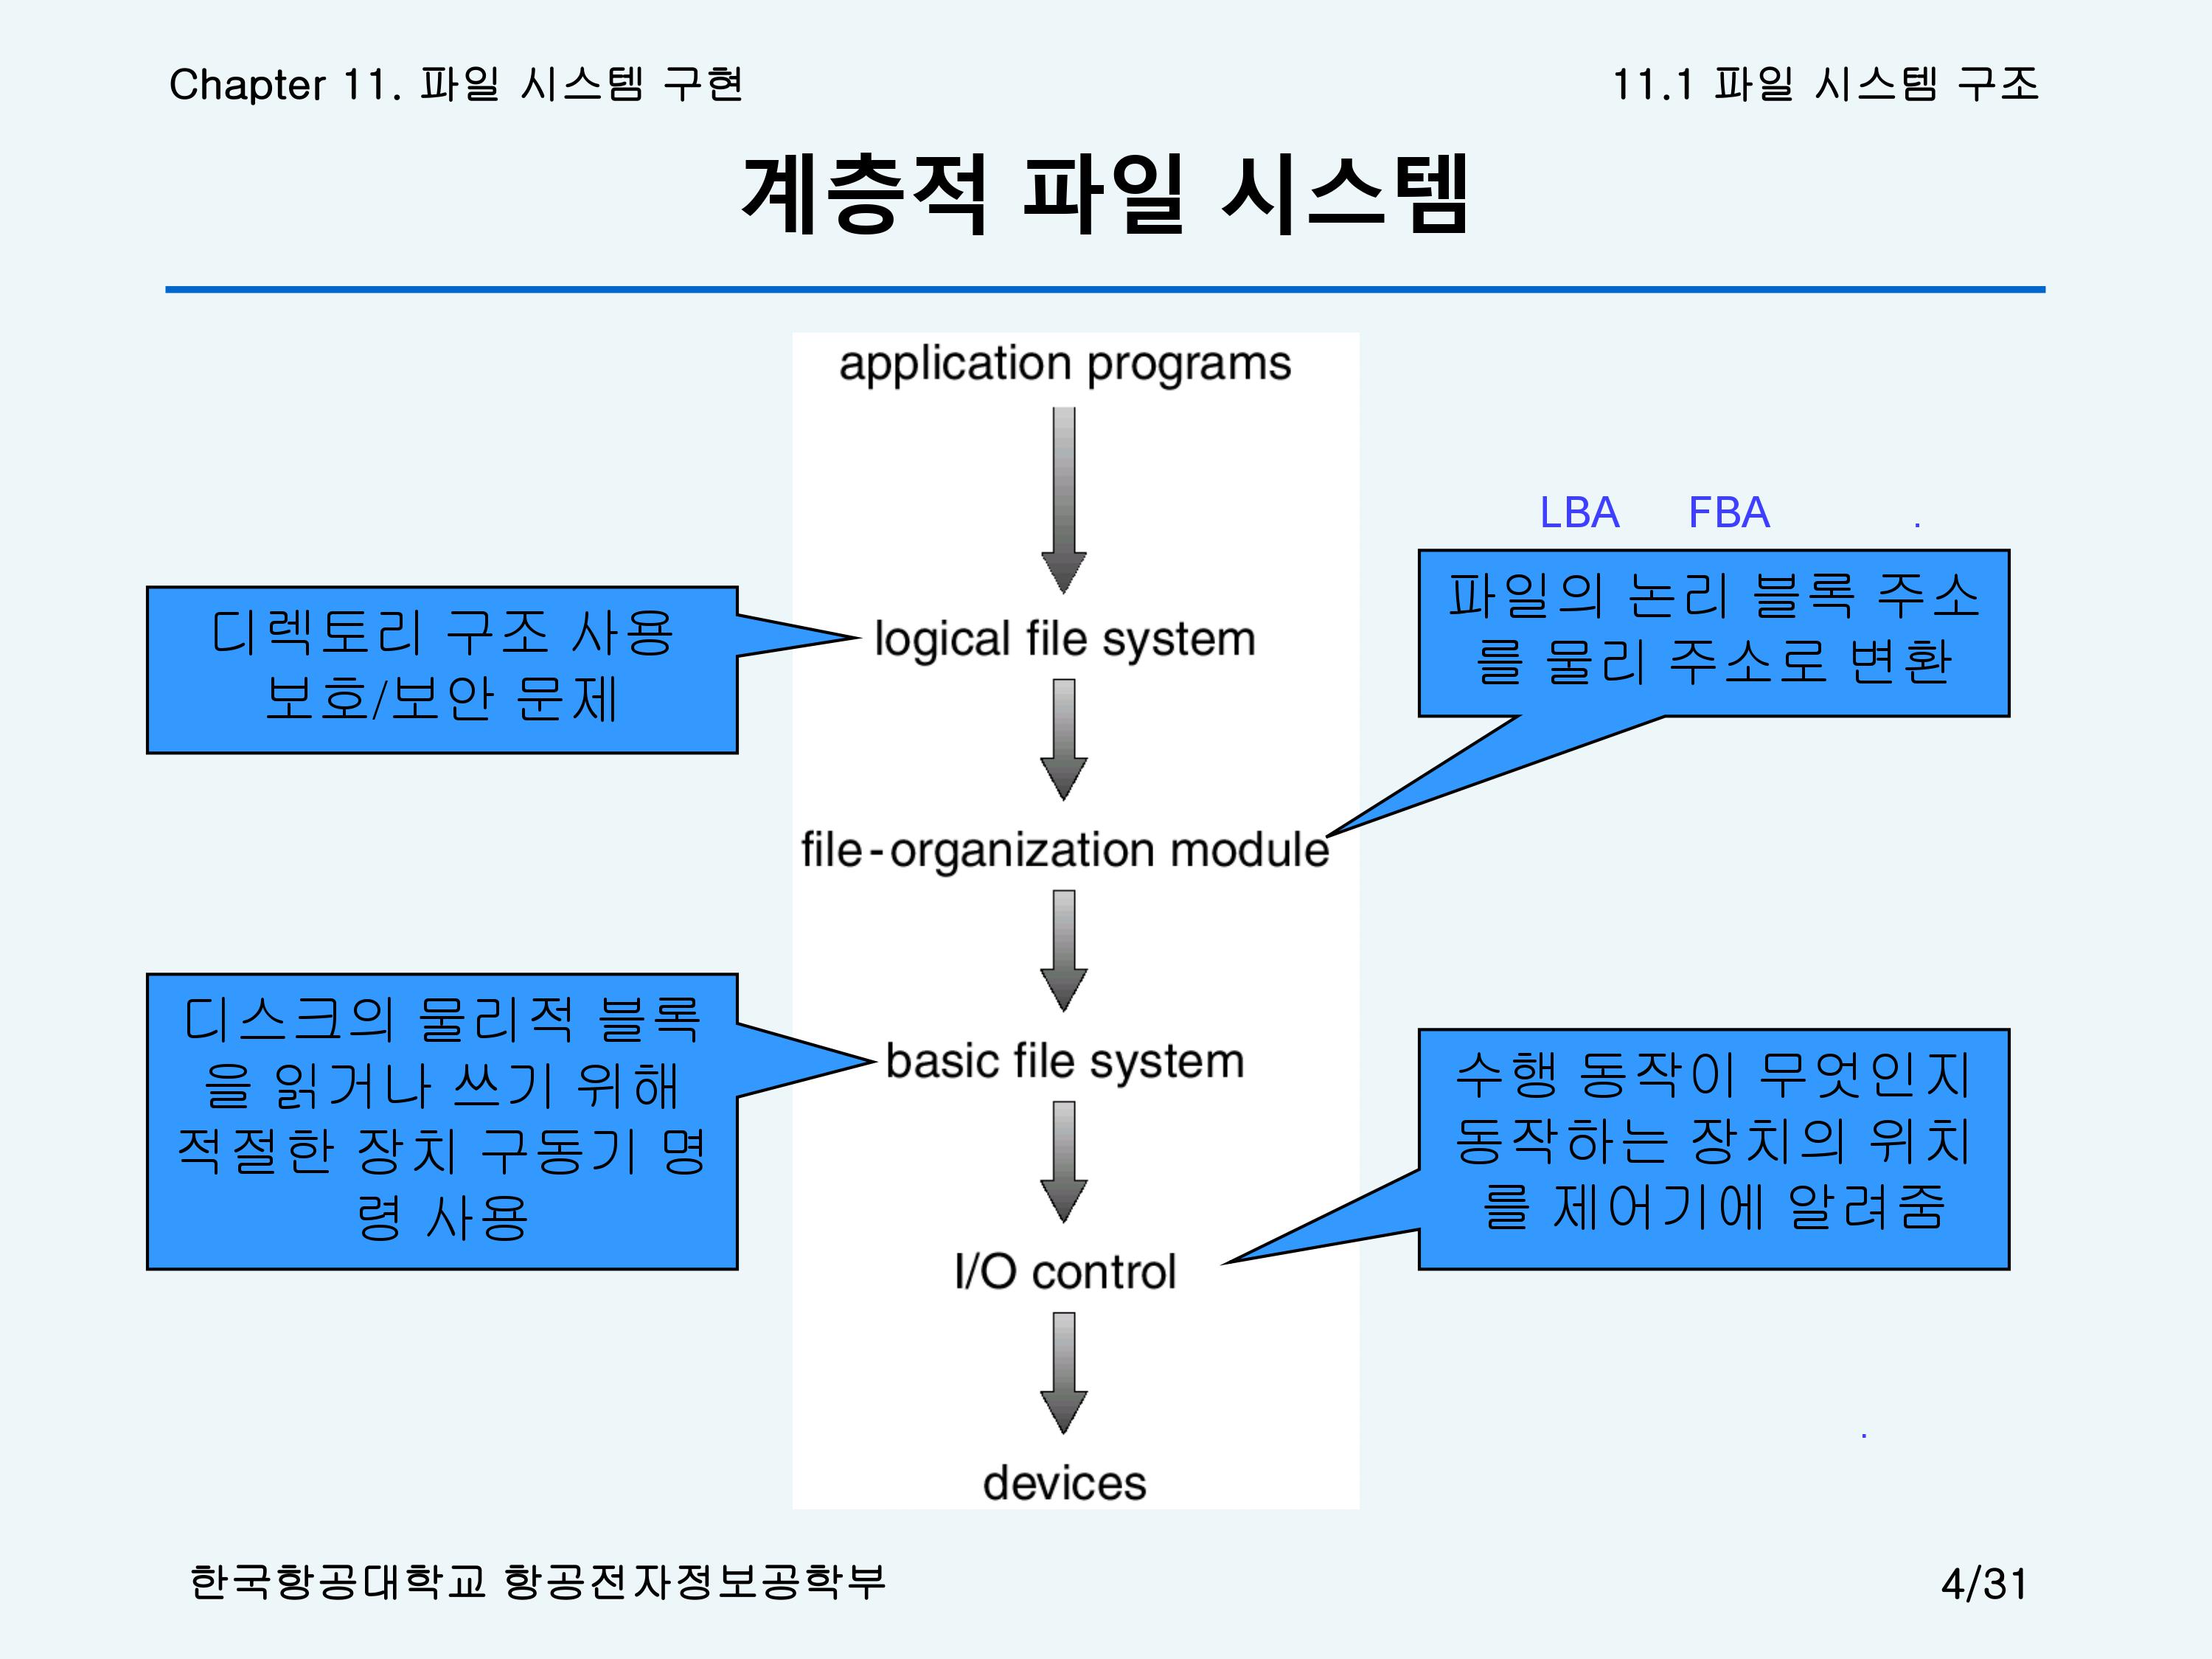 Chapter 11. 파일 시스템 구현
11.1 파일 시스템 구조
계층적 파일 시스템
application programs
LBA FBA .
디렉토리 구조 사용
보호/보안 문제
logical file system
파일의 논리 블록 주소
를 물리 주소로 변환
file-organization module
디스크의 물리적 블록
을 읽거나 쓰기 위해
적절한 장치 구동기 명
령 사용
basic file system
수행 동작이 무엇인지
동작하는 장치의 위치
를 제어기에 알려줌
I/O control
.
devices
한국항공대학교 항공전자정보공학부
4/31